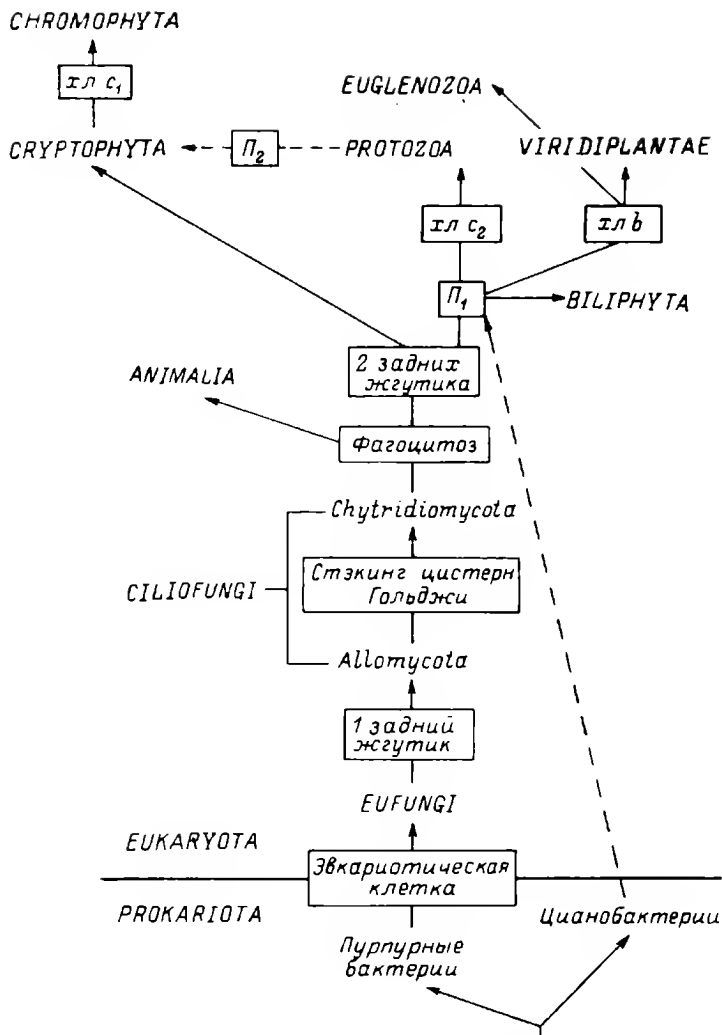 CHROMOPHYTA
хл c₁
EUGLENOZOA
CRYPTOPHYTA
П₂
PROTOZOA
VIRIDIPLANTAE
хл c₂
хл b
П₁
BILIPHYTA
2 задних
жгутика
ANIMALIA
Фагоцитоз
Chytridiomycota
CILIOFUNGI
Стэкинг цистерн
Гольджи
Allomycota
1 задний
жгутик
EUFUNGI
EUKARYOTA
Эвкариотическая
клетка
PROKARIOTA
Цианобактерии
Пурпурные
бактерии